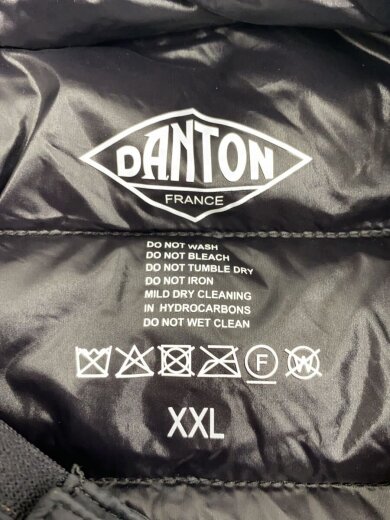 DANTON
FRANCE
DO NOT WASH
DO NOT BLEACH
DO NOT TUMBLE DRY
DO NOT IRON
MILD DRY CLEANING
IN HYDROCARBONS
DO NOT WET CLEAN
F W
XXL